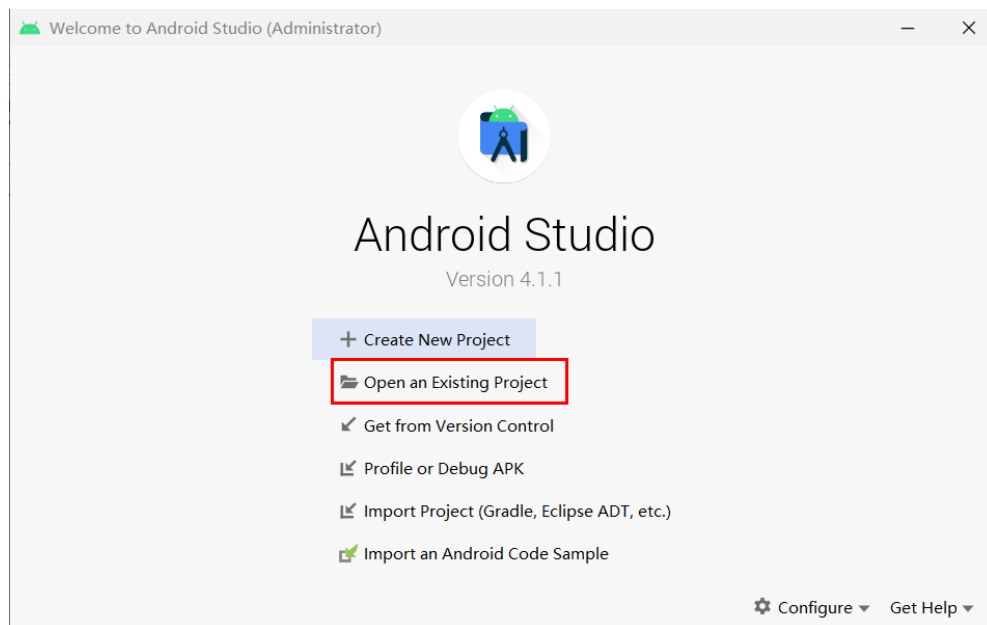 Welcome to Android Studio (Administrator)
Android Studio
Version 4.1.1
Create New Project
Open an Existing Project
Get from Version Control
Profile or Debug APK
Import Project (Gradle, Eclipse ADT, etc.)
Import an Android Code Sample
Configure Get Help